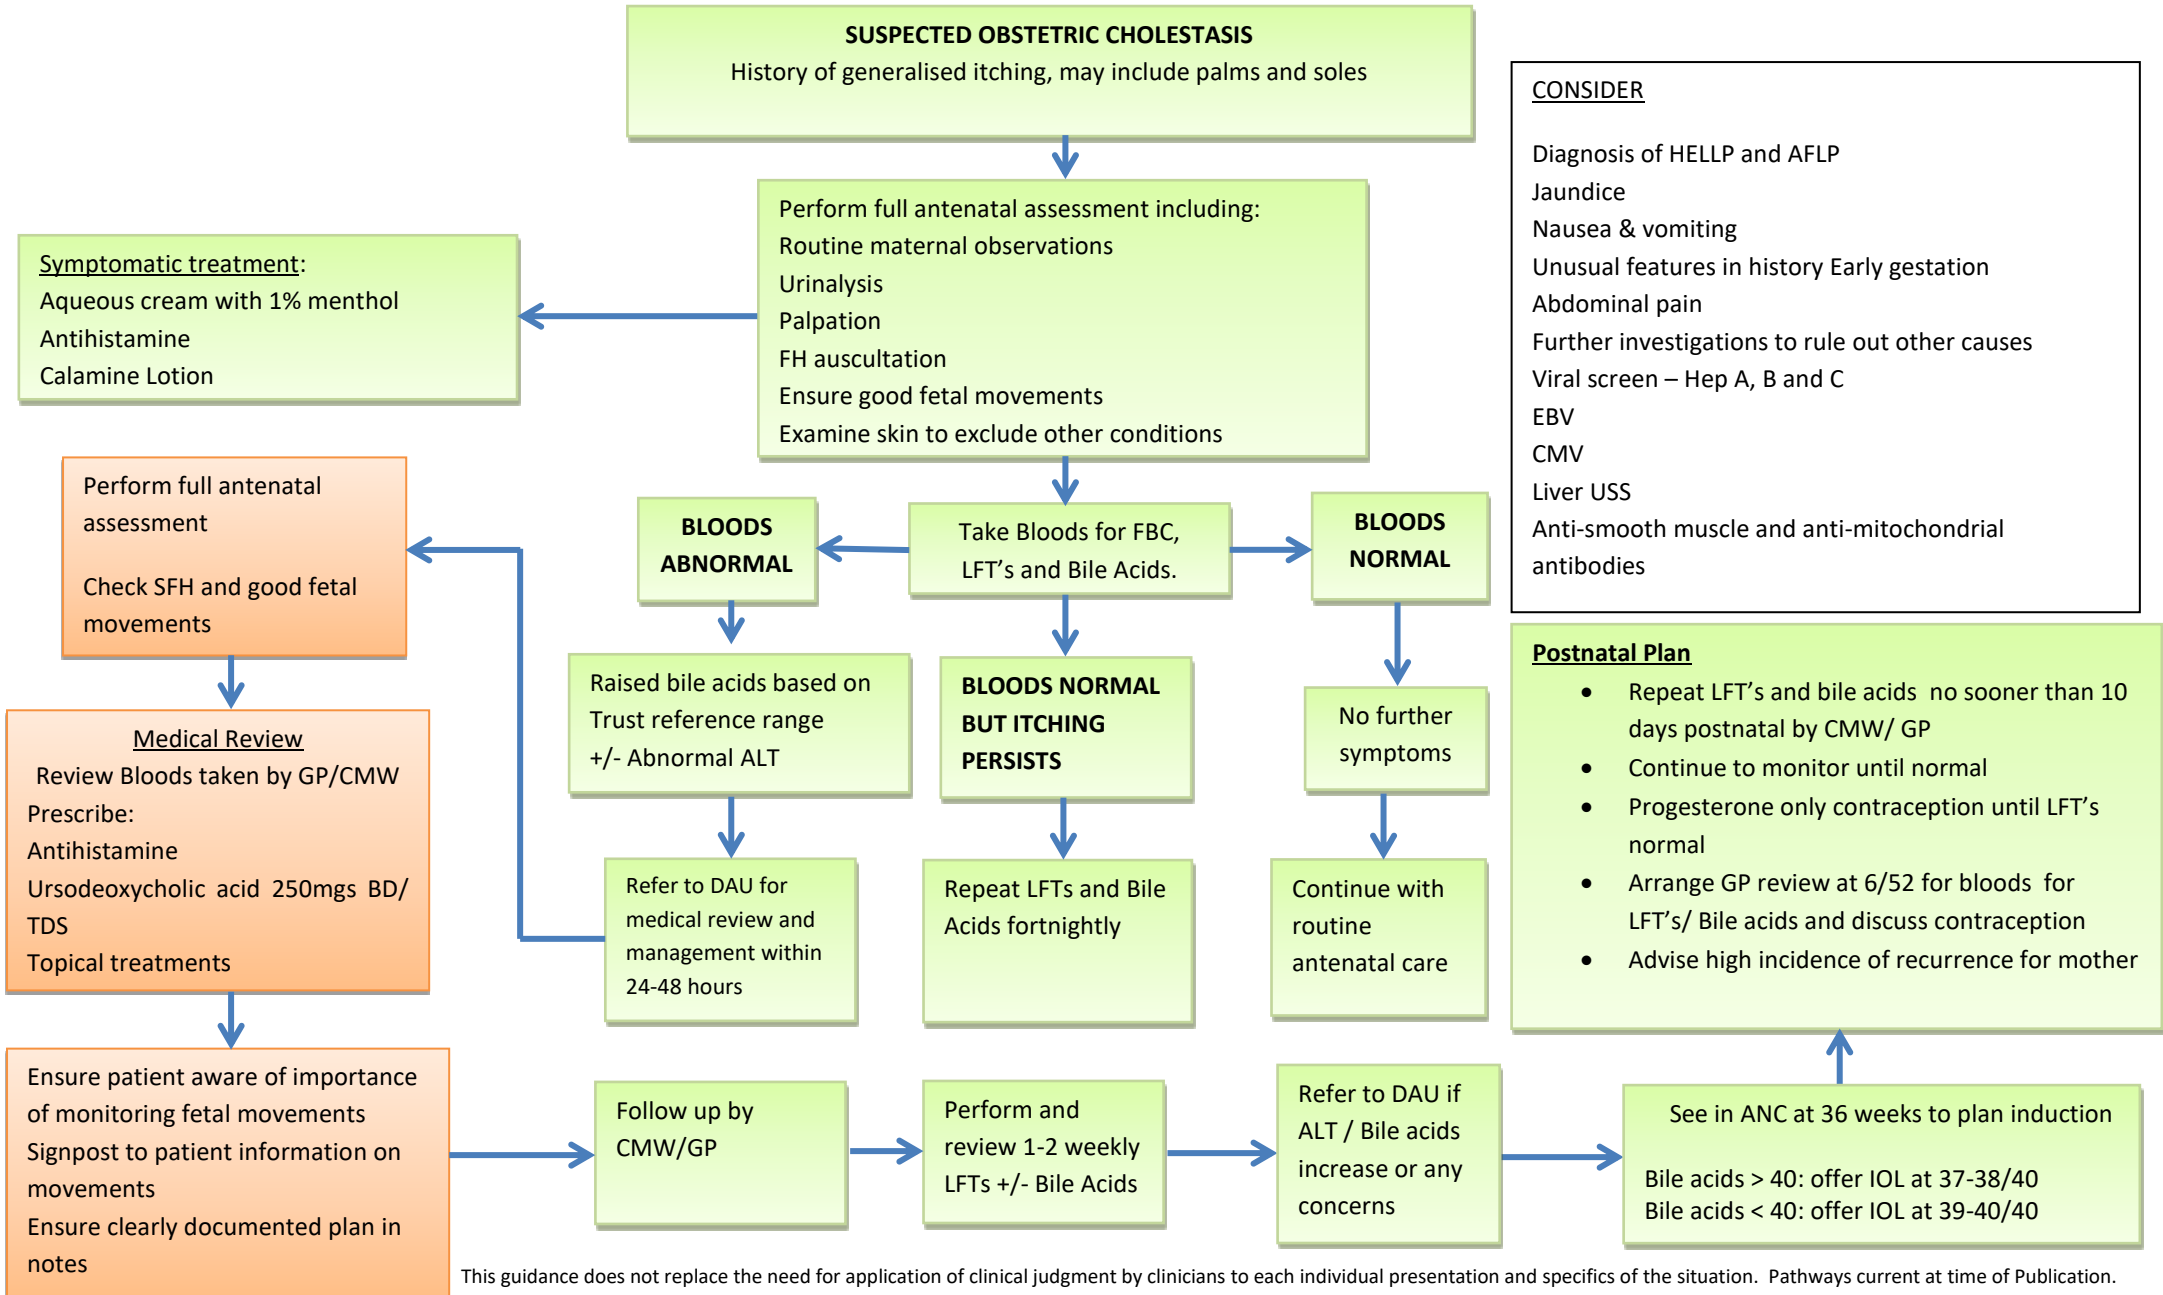 SUSPECTED OBSTETRIC CHOLESTASIS
History of generalised itching, may include palms and soles
CONSIDER
Diagnosis of HELLP and AFLP
Jaundice
Nausea & vomiting
Unusual features in history Early gestation
Abdominal pain
Further investigations to rule out other causes
Viral screen – Hep A, B and C
EBV
CMV
Liver USS
Anti-smooth muscle and anti-mitochondrial
antibodies
Perform full antenatal assessment including:
Routine maternal observations
Urinalysis
Palpation
FH auscultation
Ensure good fetal movements
Examine skin to exclude other conditions
Symptomatic treatment:
Aqueous cream with 1% menthol
Antihistamine
Calamine Lotion
Take Bloods for FBC,
LFT’s and Bile Acids.
BLOODS
ABNORMAL
BLOODS
NORMAL
Raised bile acids based on
Trust reference range
+/- Abnormal ALT
BLOODS NORMAL
BUT ITCHING
PERSISTS
No further
symptoms
Refer to DAU for
medical review and
management within
24-48 hours
Repeat LFTs and Bile
Acids fortnightly
Continue with
routine
antenatal care
Perform full antenatal
assessment
Check SFH and good fetal
movements
Medical Review
Review Bloods taken by GP/CMW
Prescribe:
Antihistamine
Ursodeoxycholic acid 250mgs BD/
TDS
Topical treatments
Ensure patient aware of importance
of monitoring fetal movements
Signpost to patient information on
movements
Ensure clearly documented plan in
notes
Follow up by
CMW/GP
Perform and
review 1-2 weekly
LFTs +/- Bile Acids
Refer to DAU if
ALT / Bile acids
increase or any
concerns
See in ANC at 36 weeks to plan induction
Bile acids > 40: offer IOL at 37-38/40
Bile acids < 40: offer IOL at 39-40/40
Postnatal Plan
• Repeat LFT’s and bile acids no sooner than 10
days postnatal by CMW/ GP
• Continue to monitor until normal
• Progesterone only contraception until LFT’s
normal
• Arrange GP review at 6/52 for bloods for
LFT’s/ Bile acids and discuss contraception
• Advise high incidence of recurrence for mother
This guidance does not replace the need for application of clinical judgment by clinicians to each individual presentation and specifics of the situation. Pathways current at time of Publication.